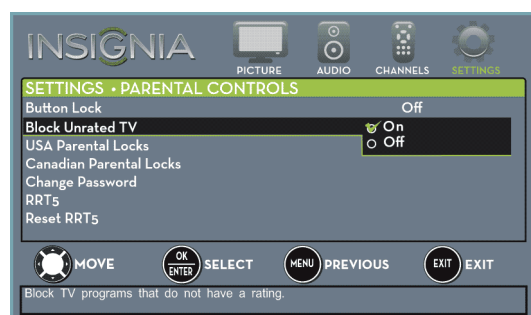 INSIGNIA
PICTURE AUDIO CHANNELS SETTINGS
SETTINGS • PARENTAL CONTROLS
Button Lock Off
Block Unrated TV On
Off
USA Parental Locks
Canadian Parental Locks
Change Password
RRT5
Reset RRT5
MOVE OK ENTER SELECT MENU PREVIOUS EXIT EXIT
Block TV programs that do not have a rating.